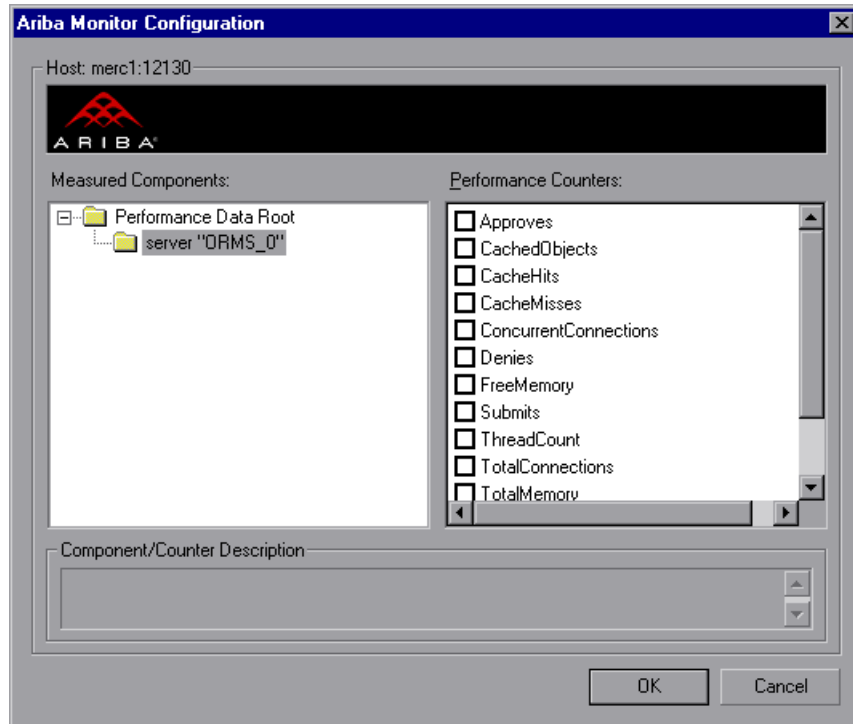 Ariba Monitor Configuration
Host: merc1:12130
ARIBA®
Measured Components:
Performance Data Root
server "ORMS_0"
Performance Counters:
Approves
CachedObjects
CacheHits
CacheMisses
ConcurrentConnections
Denies
FreeMemory
Submits
ThreadCount
TotalConnections
TotalMemory
Component/Counter Description
OK
Cancel